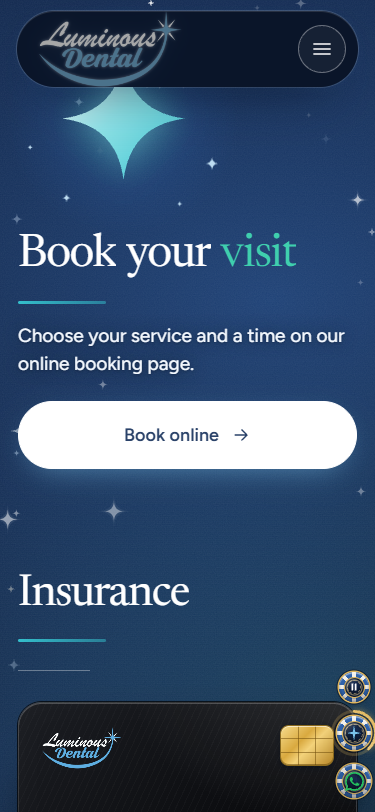 Luminous
Dental
Book your visit
Choose your service and a time on our
online booking page.
Book online →
Insurance
Luminous
Dental